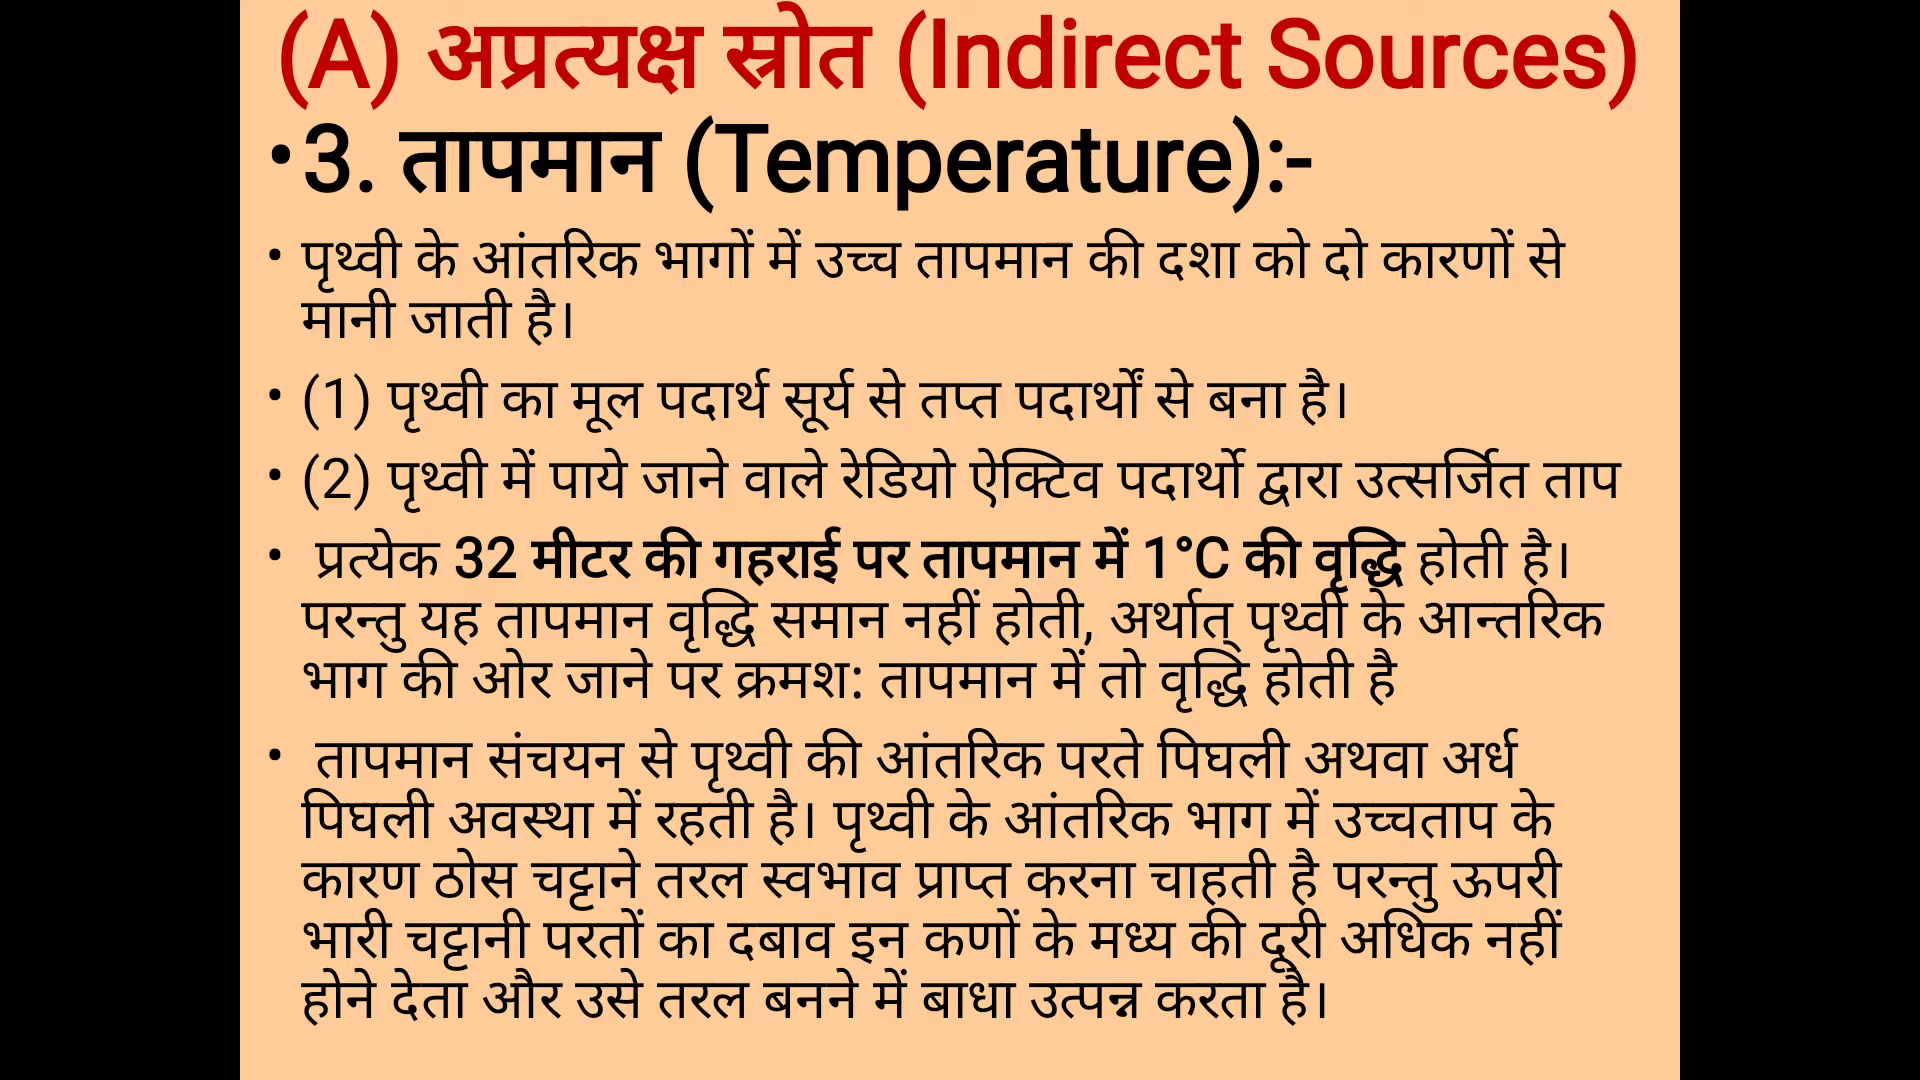 (A) अप्रत्यक्ष स्रोत (Indirect Sources)
•3. तापमान (Temperature):-
• पृथ्वी के आंतरिक भागों में उच्च तापमान की दशा को दो कारणों से
मानी जाती है।
• (1) पृथ्वी का मूल पदार्थ सूर्य से तप्त पदार्थों से बना है।
• (2) पृथ्वी में पाये जाने वाले रेडियो ऐक्टिव पदार्थो द्वारा उत्सर्जित ताप
• प्रत्येक 32 मीटर की गहराई पर तापमान में 1°C की वृद्धि होती है।
परन्तु यह तापमान वृद्धि समान नहीं होती, अर्थात् पृथ्वी के आन्तरिक
भाग की ओर जाने पर क्रमश: तापमान में तो वृद्धि होती है
• तापमान संचयन से पृथ्वी की आंतरिक परते पिघली अथवा अर्ध
पिघली अवस्था में रहती है। पृथ्वी के आंतरिक भाग में उच्चताप के
कारण ठोस चट्टाने तरल स्वभाव प्राप्त करना चाहती है परन्तु ऊपरी
भारी चट्टानी परतों का दबाव इन कणों के मध्य की दूरी अधिक नहीं
होने देता और उसे तरल बनने में बाधा उत्पन्न करता है।